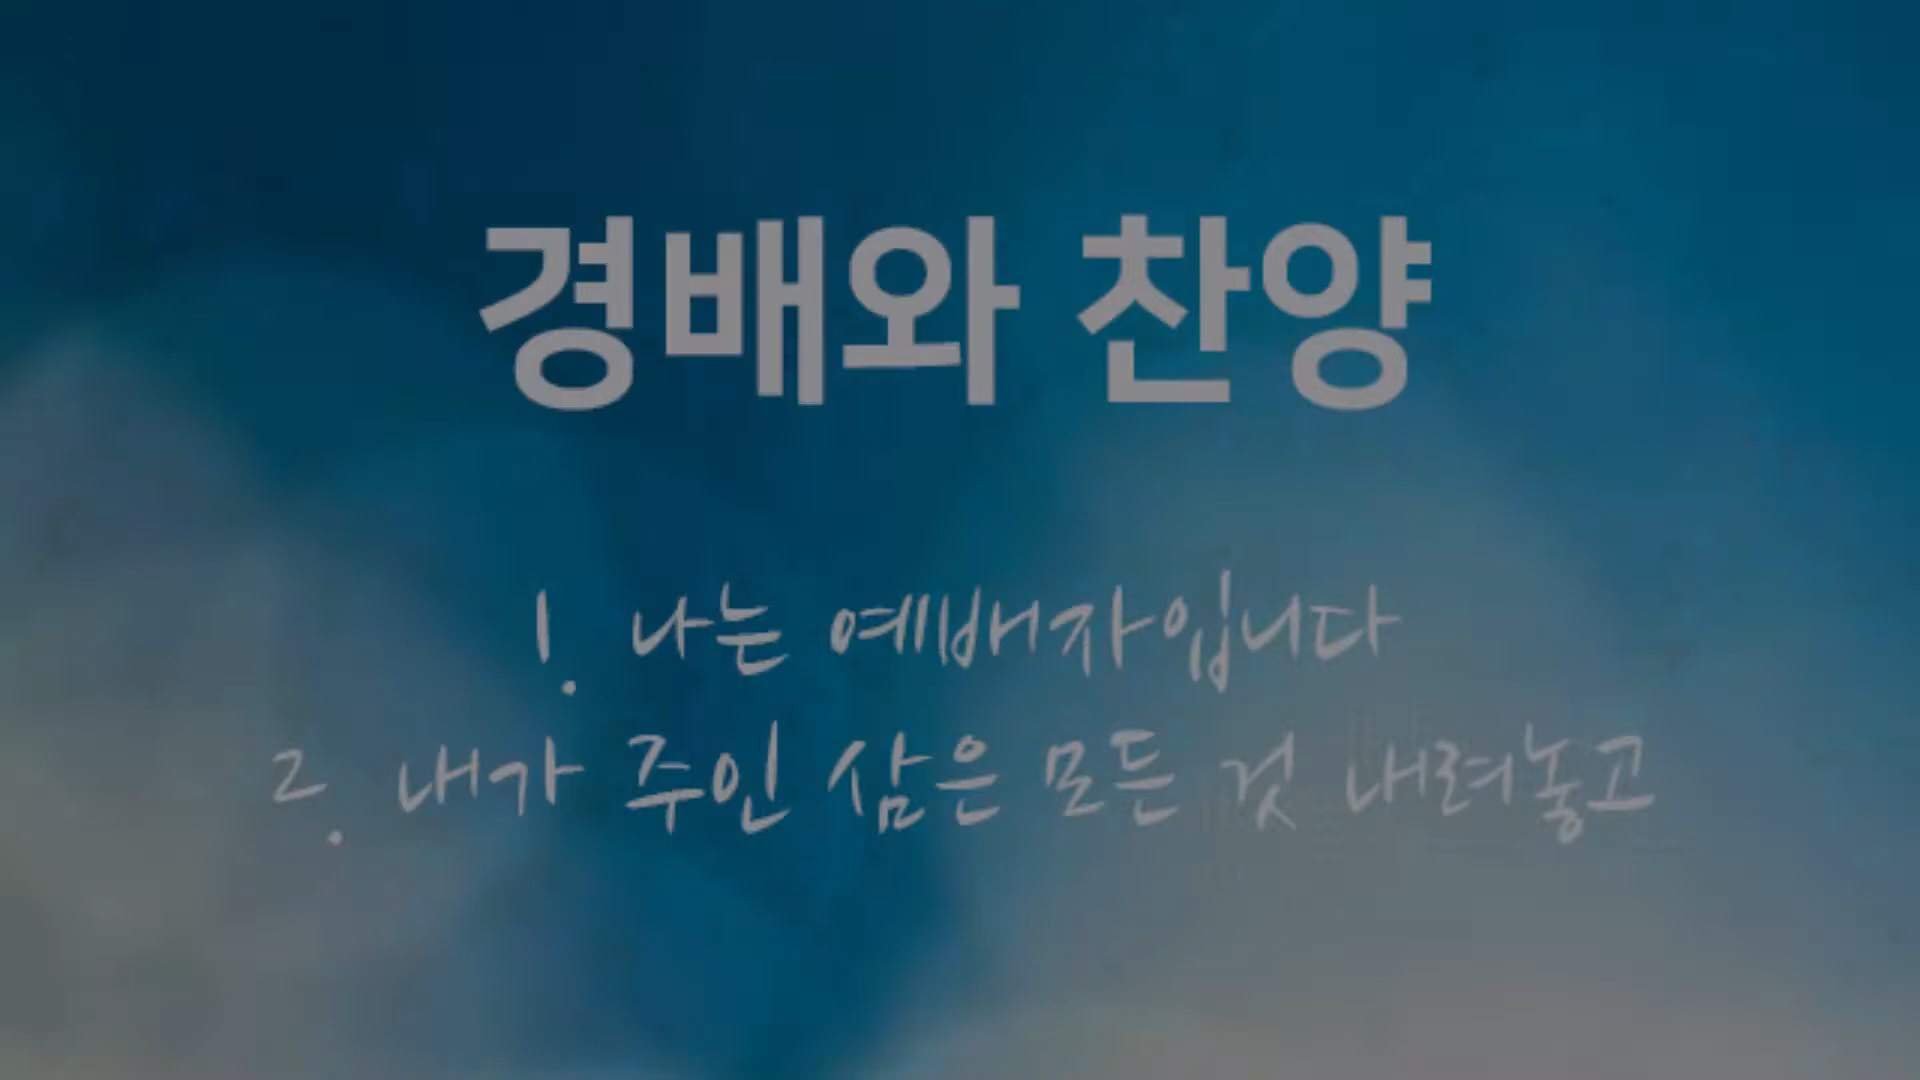 경배와 찬양
1. 나는 예배자입니다
2. 내가 주인 삼은 모든 것 내려놓고